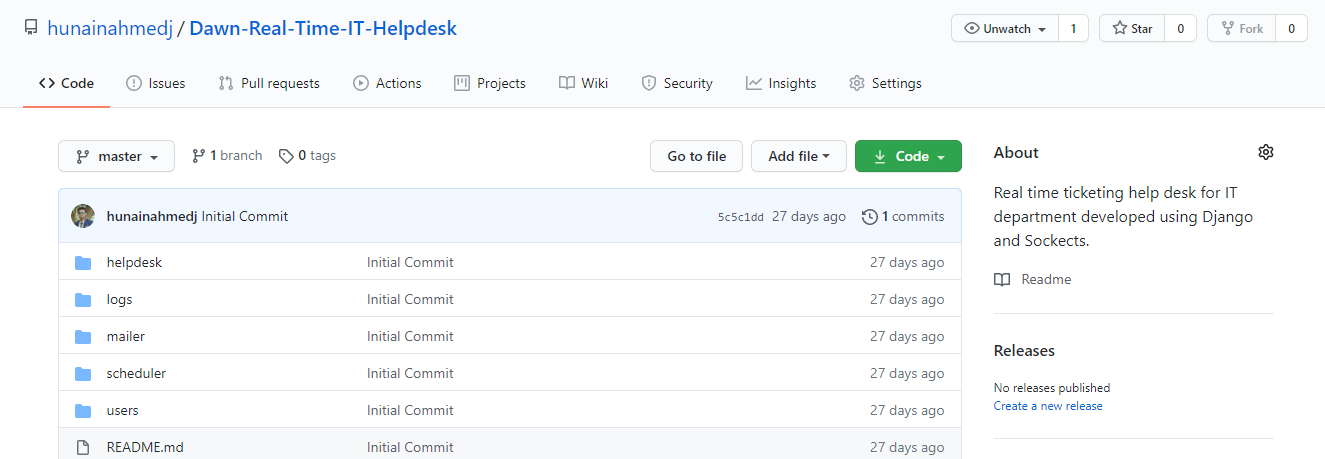 hunainahmedj / Dawn-Real-Time-IT-Helpdesk
Unwatch 1 Star 0 Fork 0
Code Issues Pull requests Actions Projects Wiki Security Insights Settings
master 1 branch 0 tags Go to file Add file Code
hunainahmedj Initial Commit 5c5c1dd 27 days ago 1 commits
helpdesk Initial Commit 27 days ago
logs Initial Commit 27 days ago
mailer Initial Commit 27 days ago
scheduler Initial Commit 27 days ago
users Initial Commit 27 days ago
README.md Initial Commit 27 days ago
About
Real time ticketing help desk for IT
department developed using Django
and Sockects.
Readme
Releases
No releases published
Create a new release